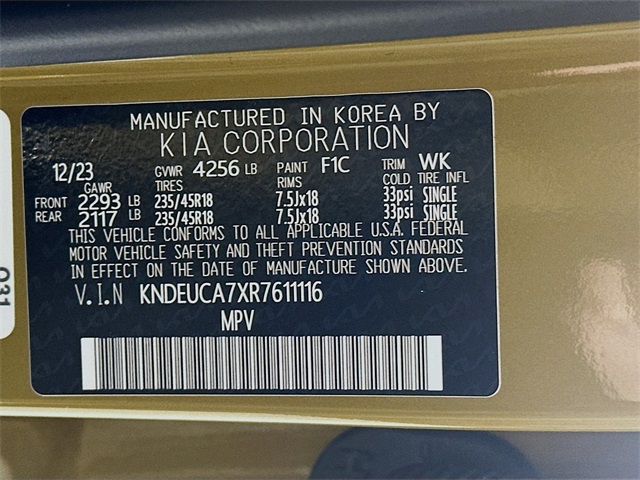 MANUFACTURED IN KOREA BY
KIA CORPORATION
12/23 GVWR 4256 LB PAINT F1C TRIM WK
GAWR TIRES RIMS COLD TIRE INFL
FRONT 2293 LB 235/45R18 7.5Jx18 33psi SINGLE
REAR 2117 LB 235/45R18 7.5Jx18 33psi SINGLE
THIS VEHICLE CONFORMS TO ALL APPLICABLE U.S.A. FEDERAL
MOTOR VEHICLE SAFETY AND THEFT PREVENTION STANDARDS
IN EFFECT ON THE DATE OF MANUFACTURE SHOWN ABOVE.
V.I.N KNDEUCA7XR7611116
MPV
031